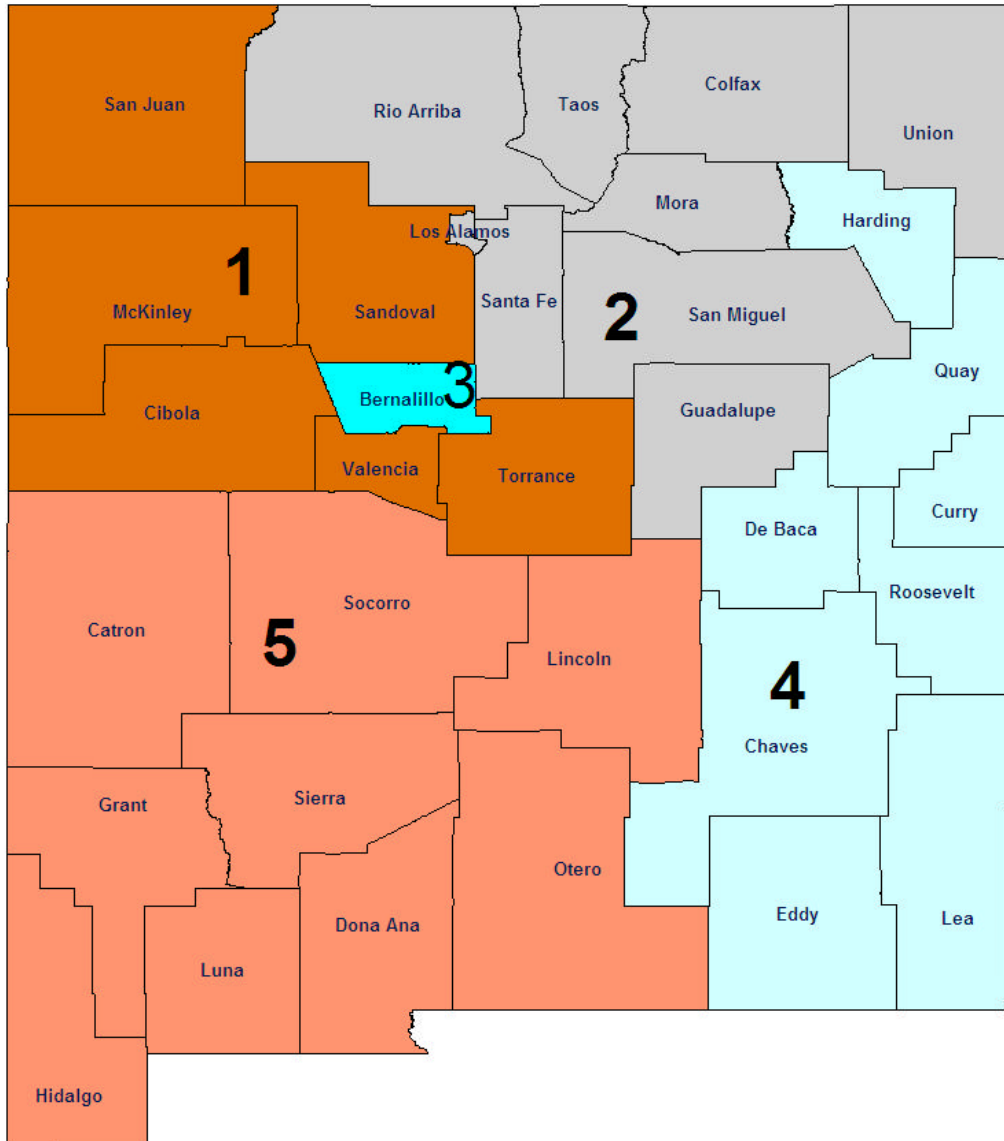 Colfax
San Juan
Rio Arriba
Taos
Union
Mora
Harding
Los Alamos
1
McKinley
Sandoval
Santa Fe
2
San Miguel
Quay
3
Bernalillo
Cibola
Guadalupe
Valencia
Torrance
De Baca
Curry
Roosevelt
Socorro
Catron
5
Lincoln
4
Chaves
Grant
Sierra
Otero
Dona Ana
Eddy
Lea
Luna
Hidalgo